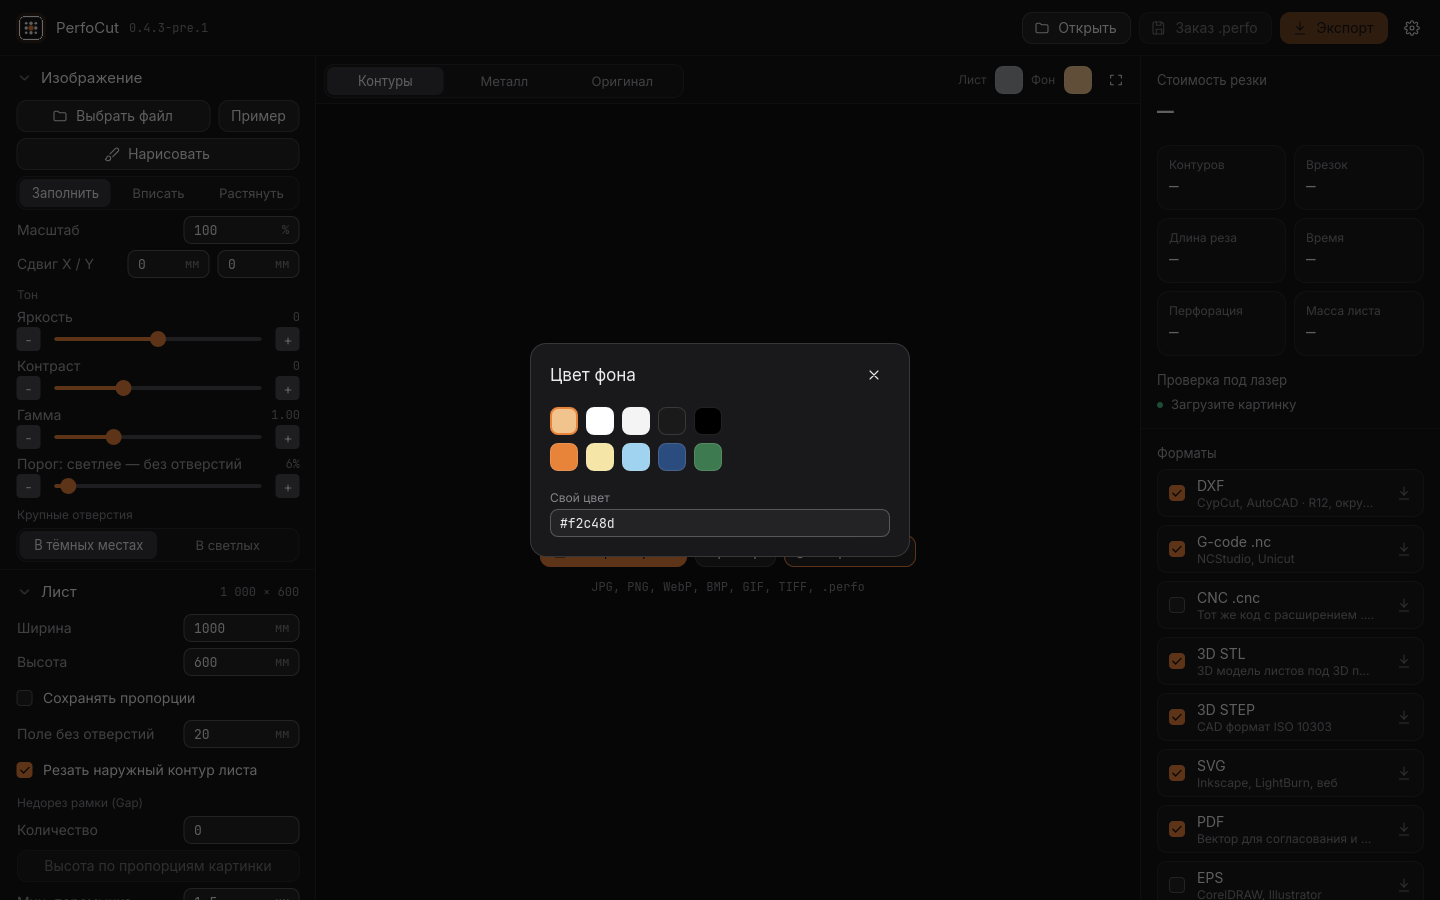 PerfoCut 0.4.3-pre.1
Открыть
Заказ .perfo
Экспорт
Изображение
Выбрать файл
Пример
Нарисовать
Заполнить
Вписать
Растянуть
Масштаб 100 %
Сдвиг X / Y 0 мм 0 мм
Тон
Яркость 0
- +
Контраст 0
- +
Гамма 1.00
- +
Порог: светлее — без отверстий 6%
- +
Крупные отверстия
В тёмных местах
В светлых
Лист 1 000 × 600
Ширина 1000 мм
Высота 600 мм
Сохранять пропорции
Поле без отверстий 20 мм
Резать наружный контур листа
Недорез рамки (Gap)
Количество 0
Высота по пропорциям картинки
Контуры
Металл
Оригинал
Лист
Фон
Цвет фона
Свой цвет
#f2c48d
JPG, PNG, WebP, BMP, GIF, TIFF, .perfo
Стоимость резки
—
Контуров
—
Врезок
—
Длина реза
—
Время
—
Перфорация
—
Масса листа
—
Проверка под лазер
Загрузите картинку
Форматы
DXF
CypCut, AutoCAD · R12, окру...
G-code .nc
NCStudio, Unicut
CNC .cnc
Тот же код с расширением ....
3D STL
3D модель листов под 3D п...
3D STEP
CAD формат ISO 10303
SVG
Inkscape, LightBurn, веб
PDF
Вектор для согласования и ...
EPS
CorelDRAW, Illustrator